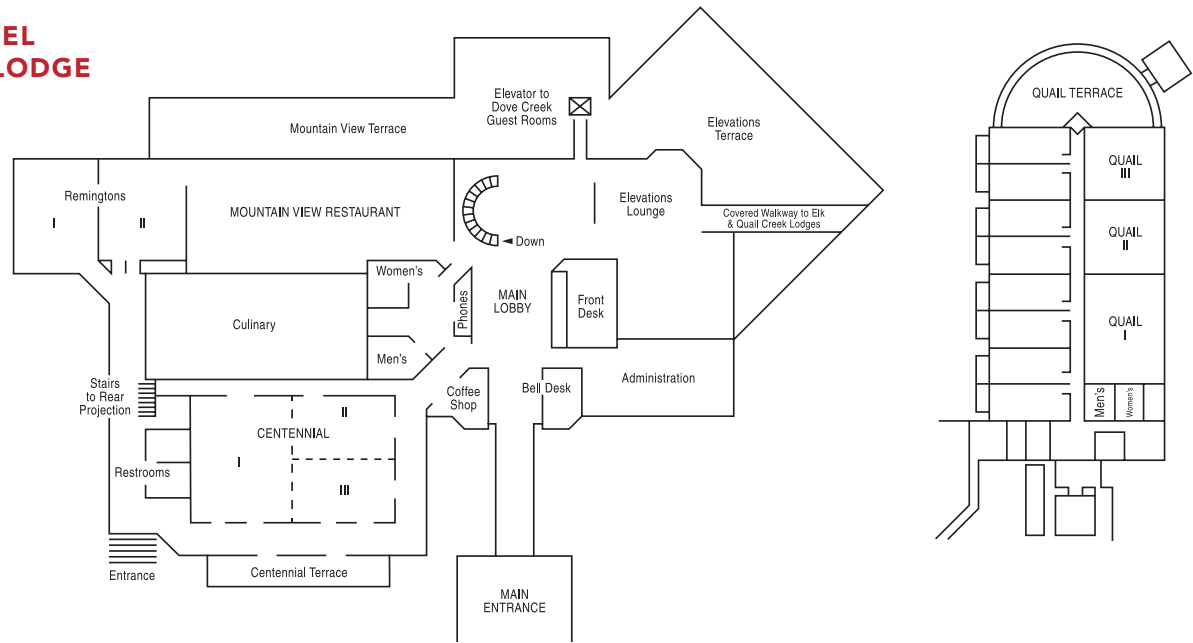 EL
LODGE
Elevator to
Dove Creek
Guest Rooms
Mountain View Terrace
Elevations
Terrace
Remingtons
I
II
MOUNTAIN VIEW RESTAURANT
Elevations
Lounge
Covered Walkway to Elk
& Quail Creek Lodges
Down
Women's
Phones
MAIN
LOBBY
Front
Desk
Culinary
Men's
Stairs
to Rear
Projection
Coffee
Shop
Bell Desk
Administration
CENTENNIAL
I
II
III
Restrooms
Entrance
Centennial Terrace
MAIN
ENTRANCE
QUAIL TERRACE
QUAIL
III
QUAIL
II
QUAIL
I
Men's
Women's